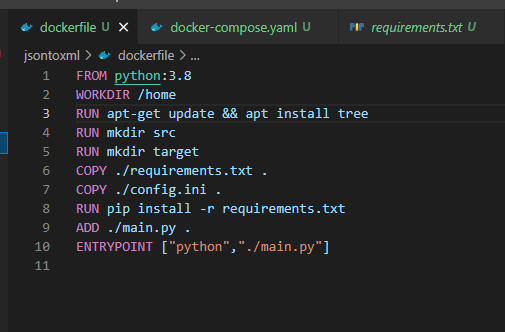 dockerfile U
docker-compose.yaml U
requirements.txt U
jsontoxml > dockerfile > ...
1 FROM python:3.8
2 WORKDIR /home
3 RUN apt-get update && apt install tree
4 RUN mkdir src
5 RUN mkdir target
6 COPY ./requirements.txt .
7 COPY ./config.ini .
8 RUN pip install -r requirements.txt
9 ADD ./main.py .
10 ENTRYPOINT ["python","./main.py"]
11